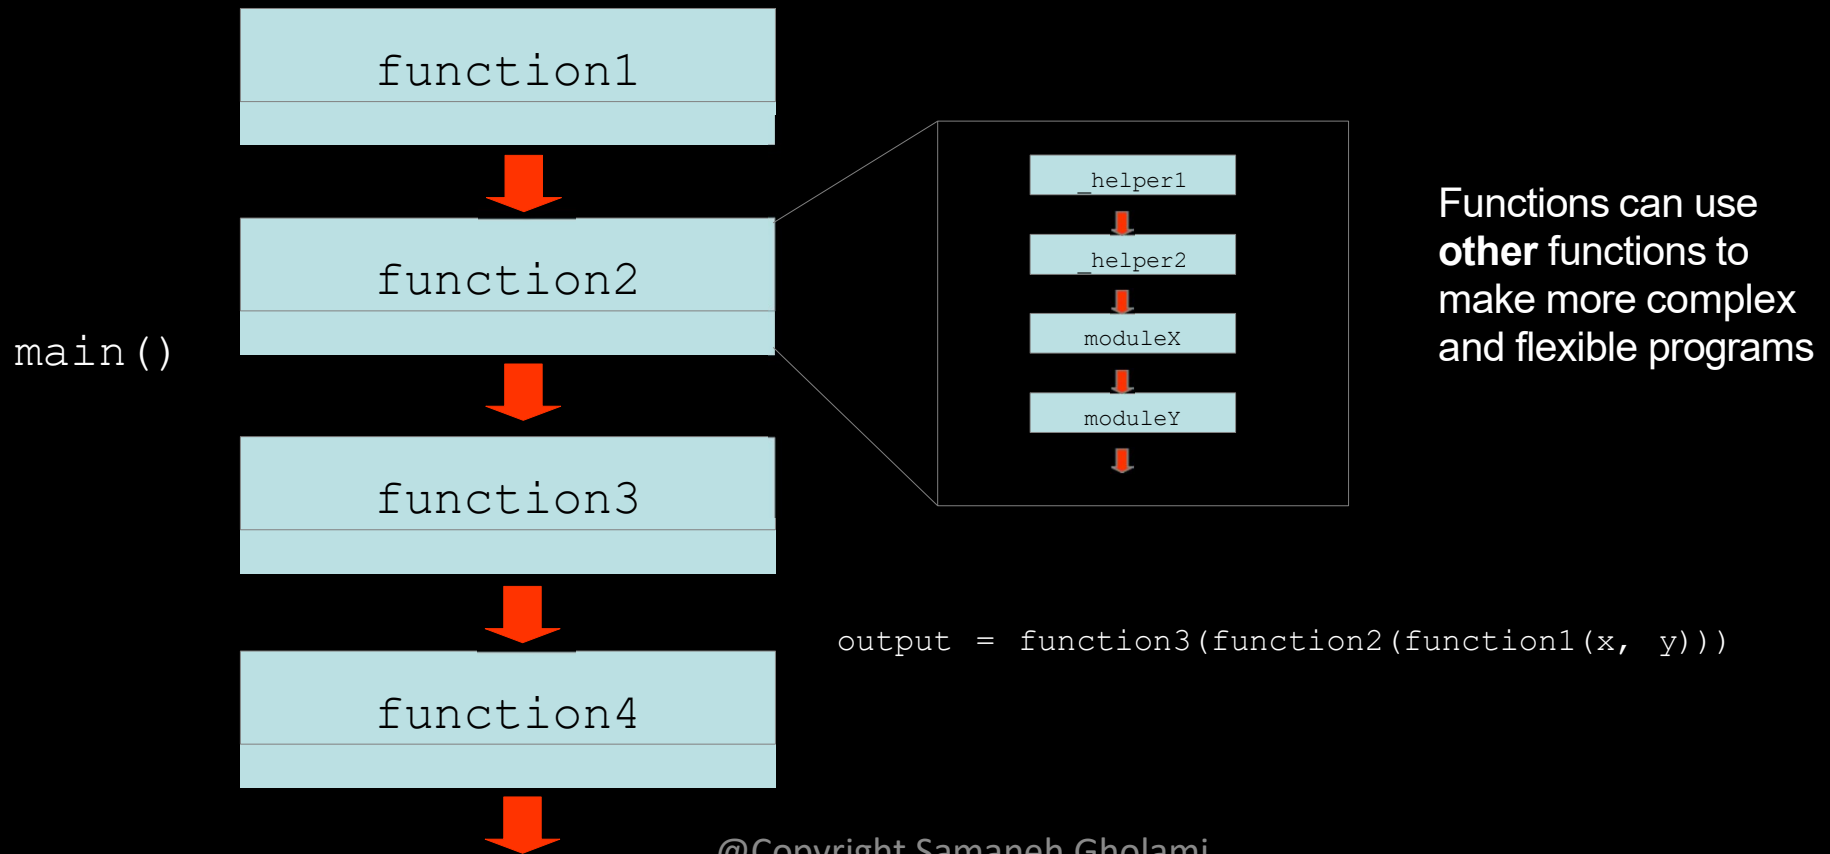 function1
main()
function2
function3
function4
_helper1
_helper2
moduleX
moduleY
Functions can use
other functions to
make more complex
and flexible programs
output = function3(function2(function1(x, y)))
@Copyright Samaneh Gholami